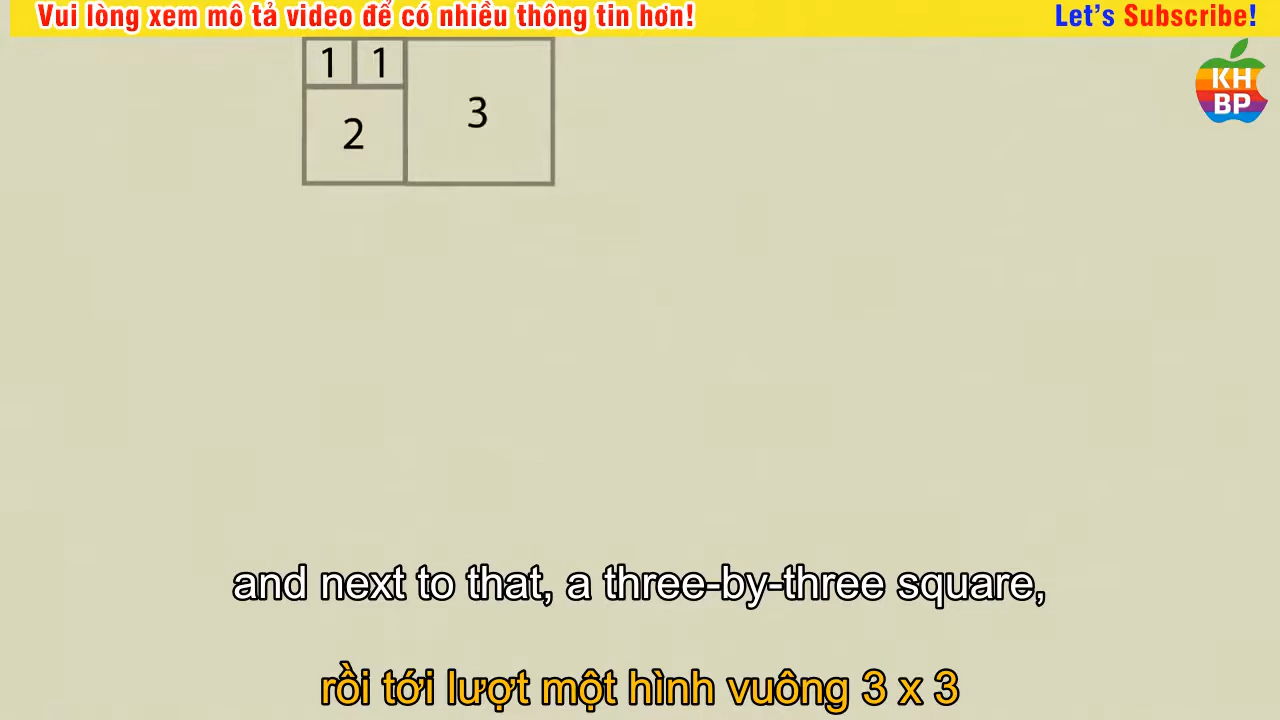 Vui lòng xem mô tả video để có nhiều thông tin hơn!
Let's Subscribe!
KH
BP
1 1
3
2
and next to that, a three-by-three square,
rồi tới lượt một hình vuông 3 x 3